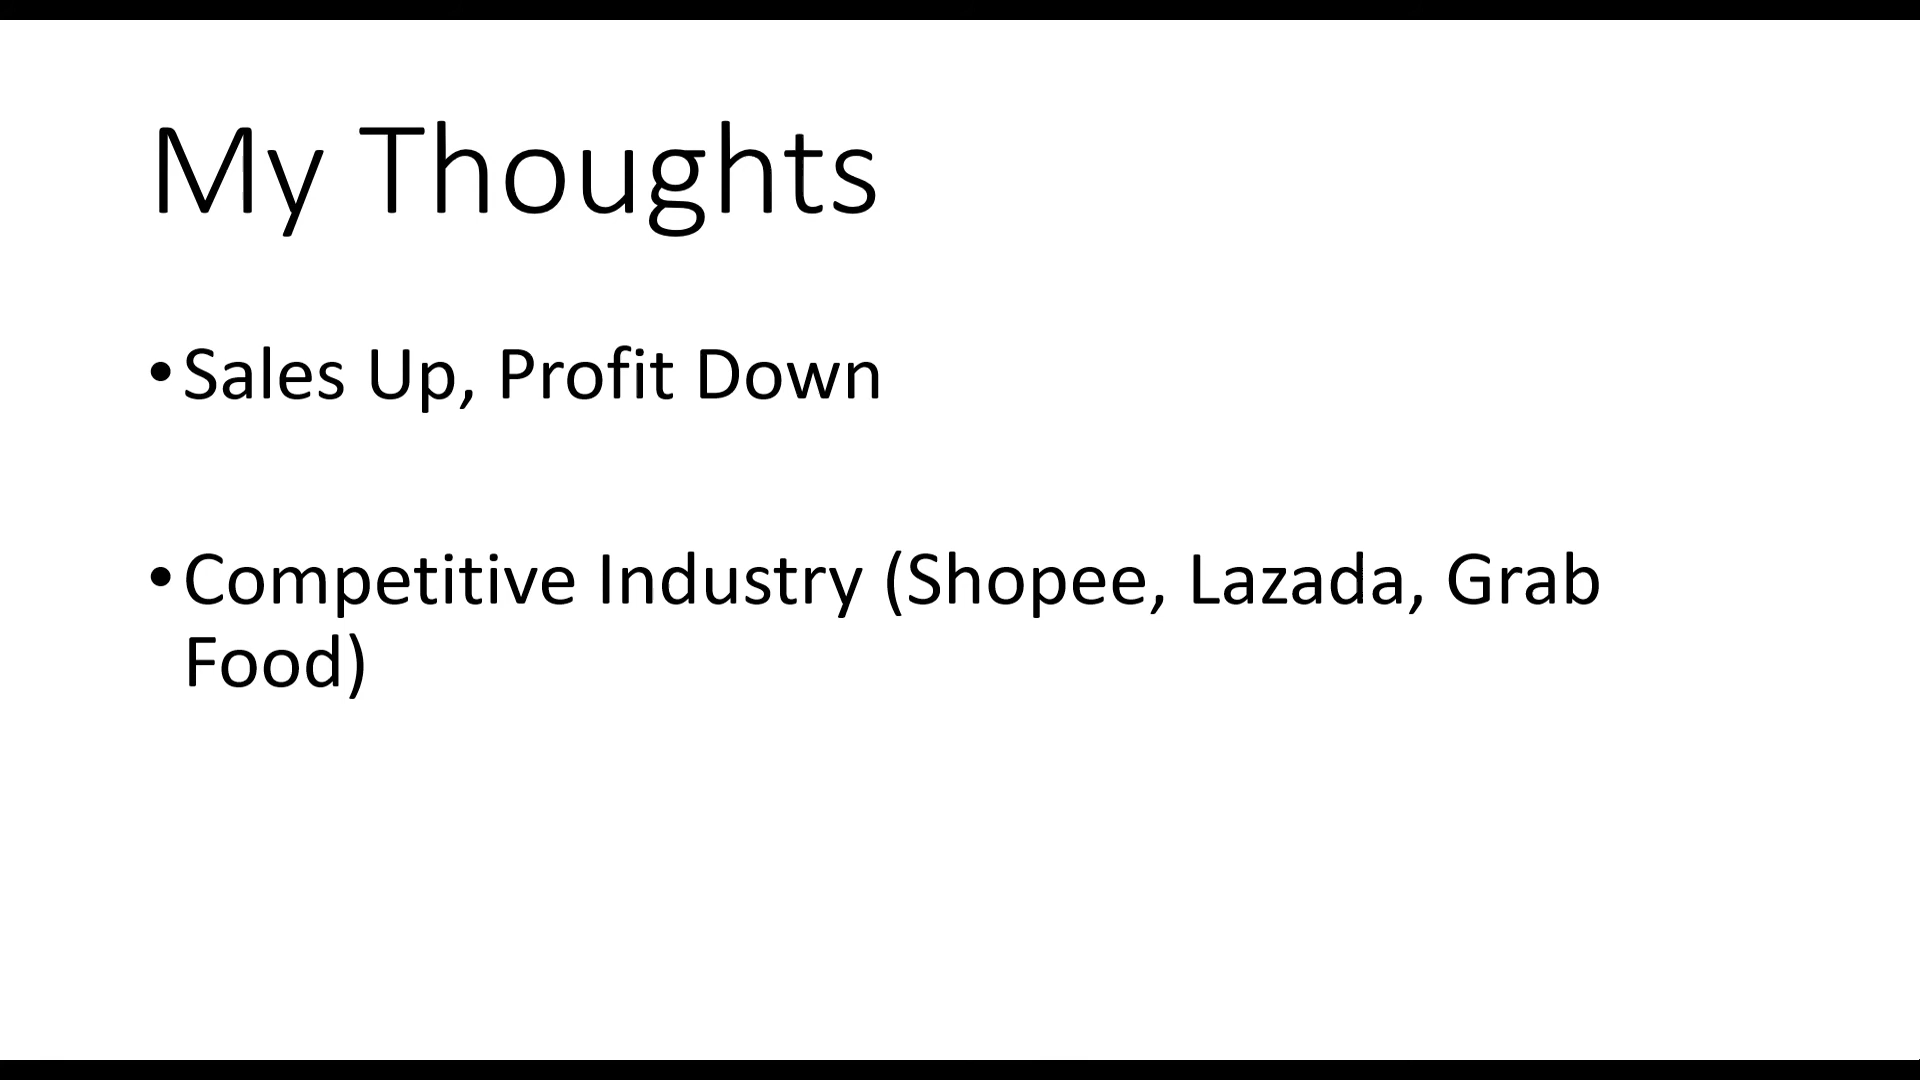 My Thoughts
•Sales Up, Profit Down
•Competitive Industry (Shopee, Lazada, Grab
Food)